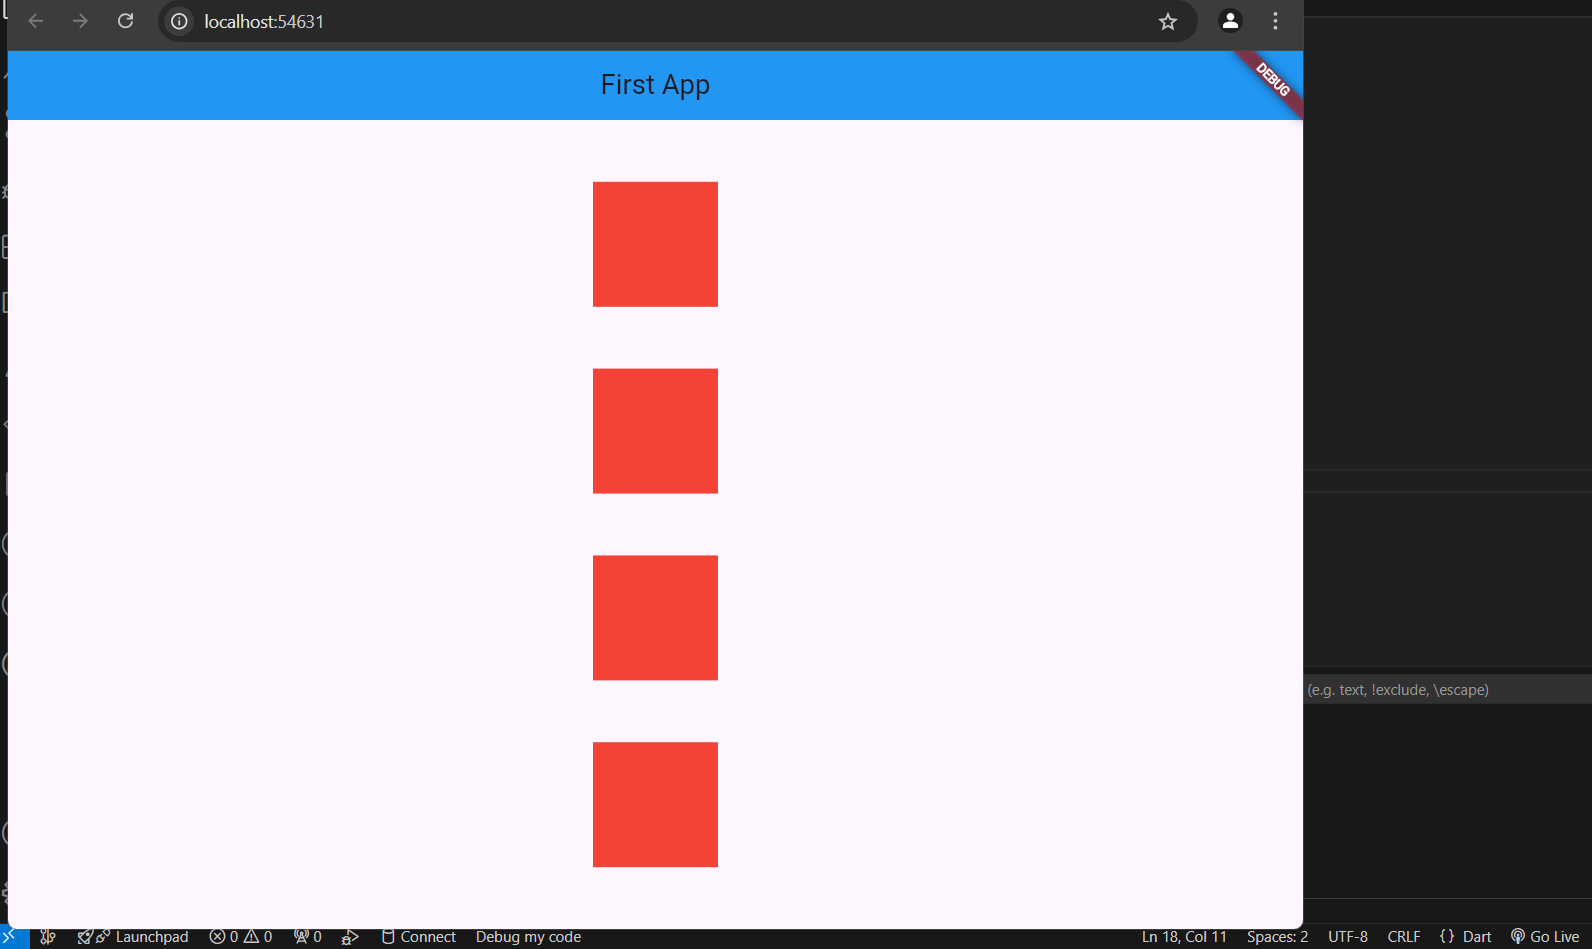 localhost:54631
First App
DEBUG
(e.g. text, !exclude, \escape)
Launchpad 0 0 0 Connect Debug my code Ln 18, Col 11 Spaces: 2 UTF-8 CRLF {} Dart Go Live